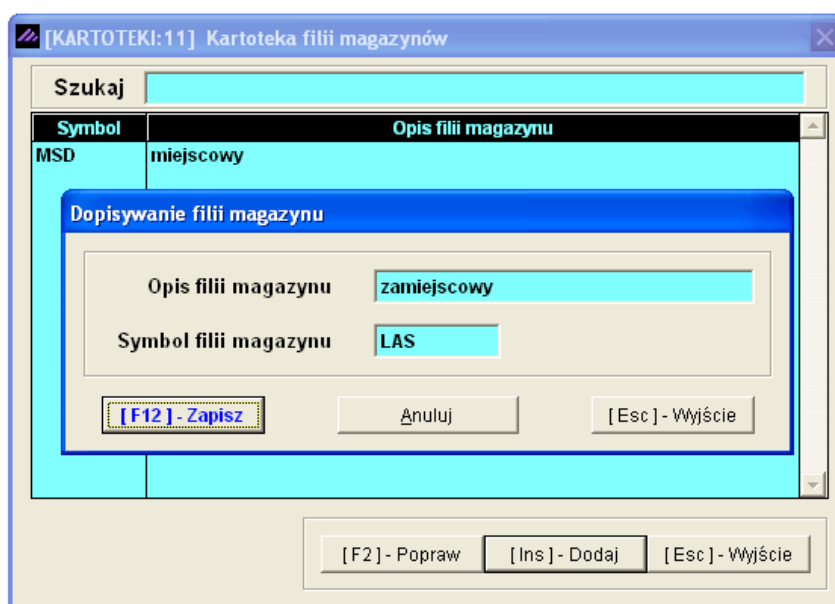 [KARTOTEKI:11] Kartoteka filii magazynów
Szukaj
Symbol Opis filii magazynu
MSD miejscowy
Dopisywanie filii magazynu
Opis filii magazynu zamiejscowy
Symbol filii magazynu LAS
[F12] - Zapisz Anuluj [Esc] - Wyjście
[F2] - Popraw [Ins] - Dodaj [Esc] - Wyjście